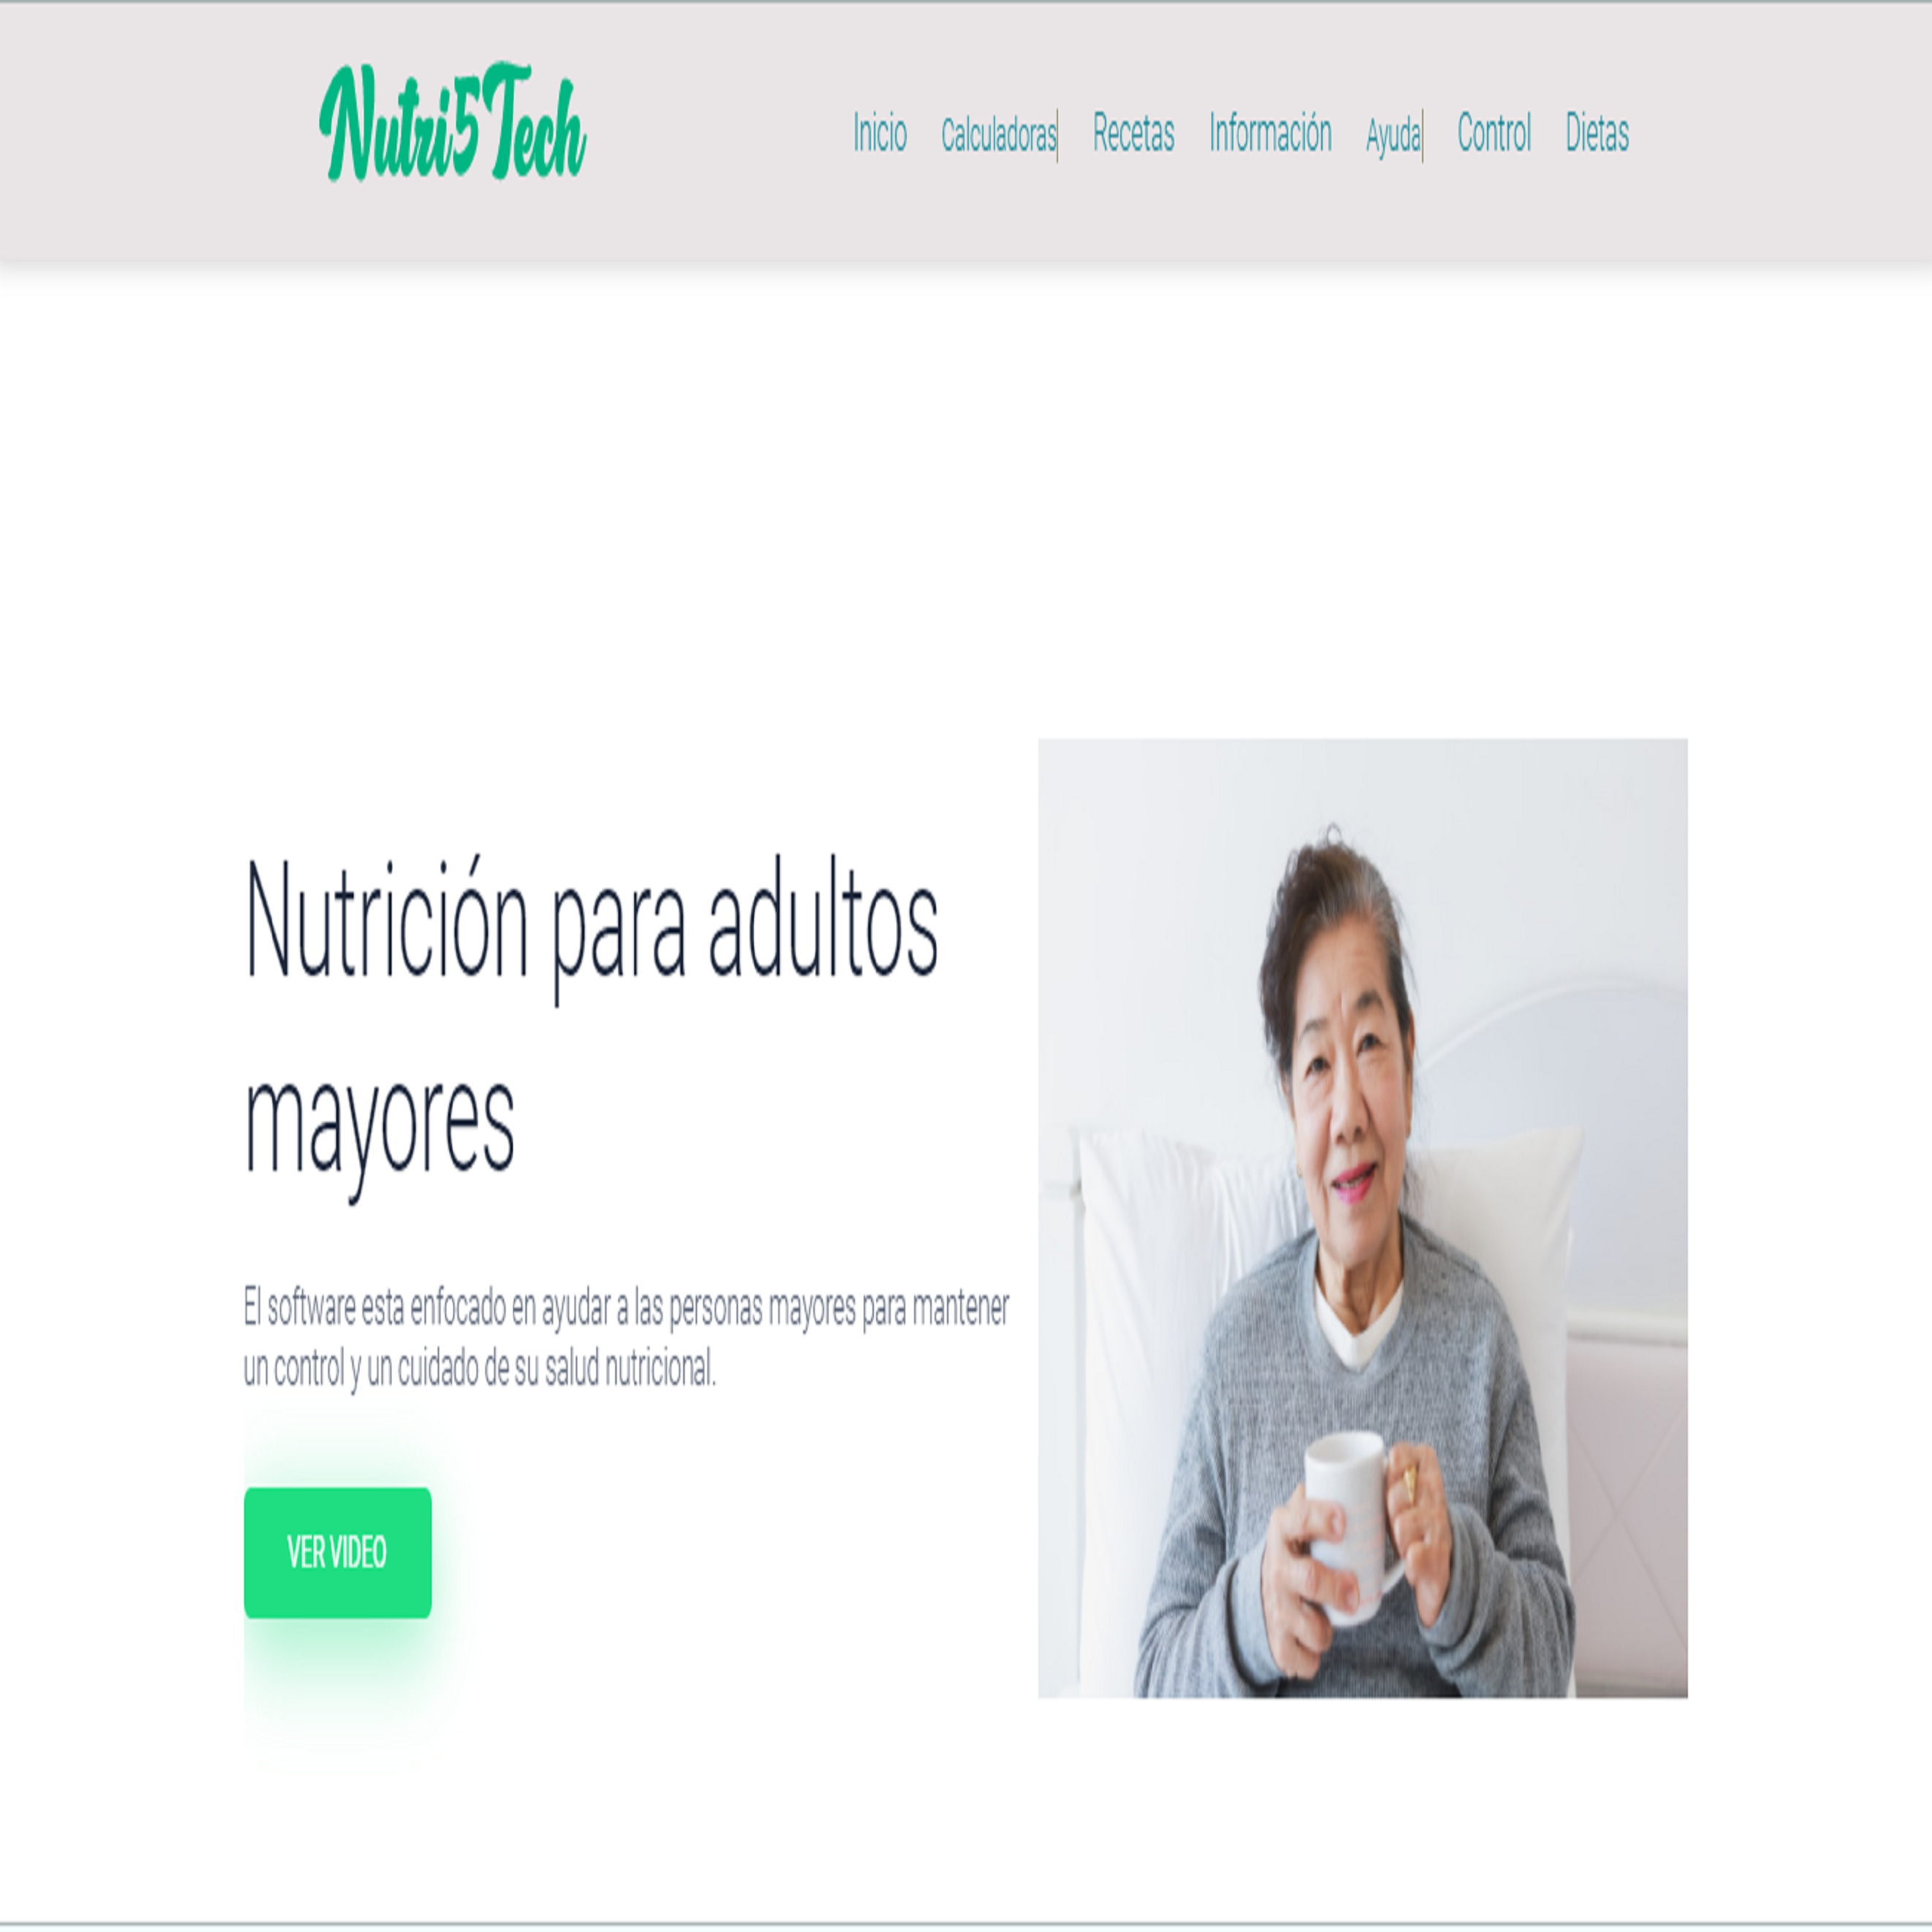 Nutri5Tech
Inicio Calculadoras Recetas Información Ayuda Control Dietas
Nutrición para adultos
mayores
El software esta enfocado en ayudar a las personas mayores para mantener
un control y un cuidado de su salud nutricional.
VER VIDEO